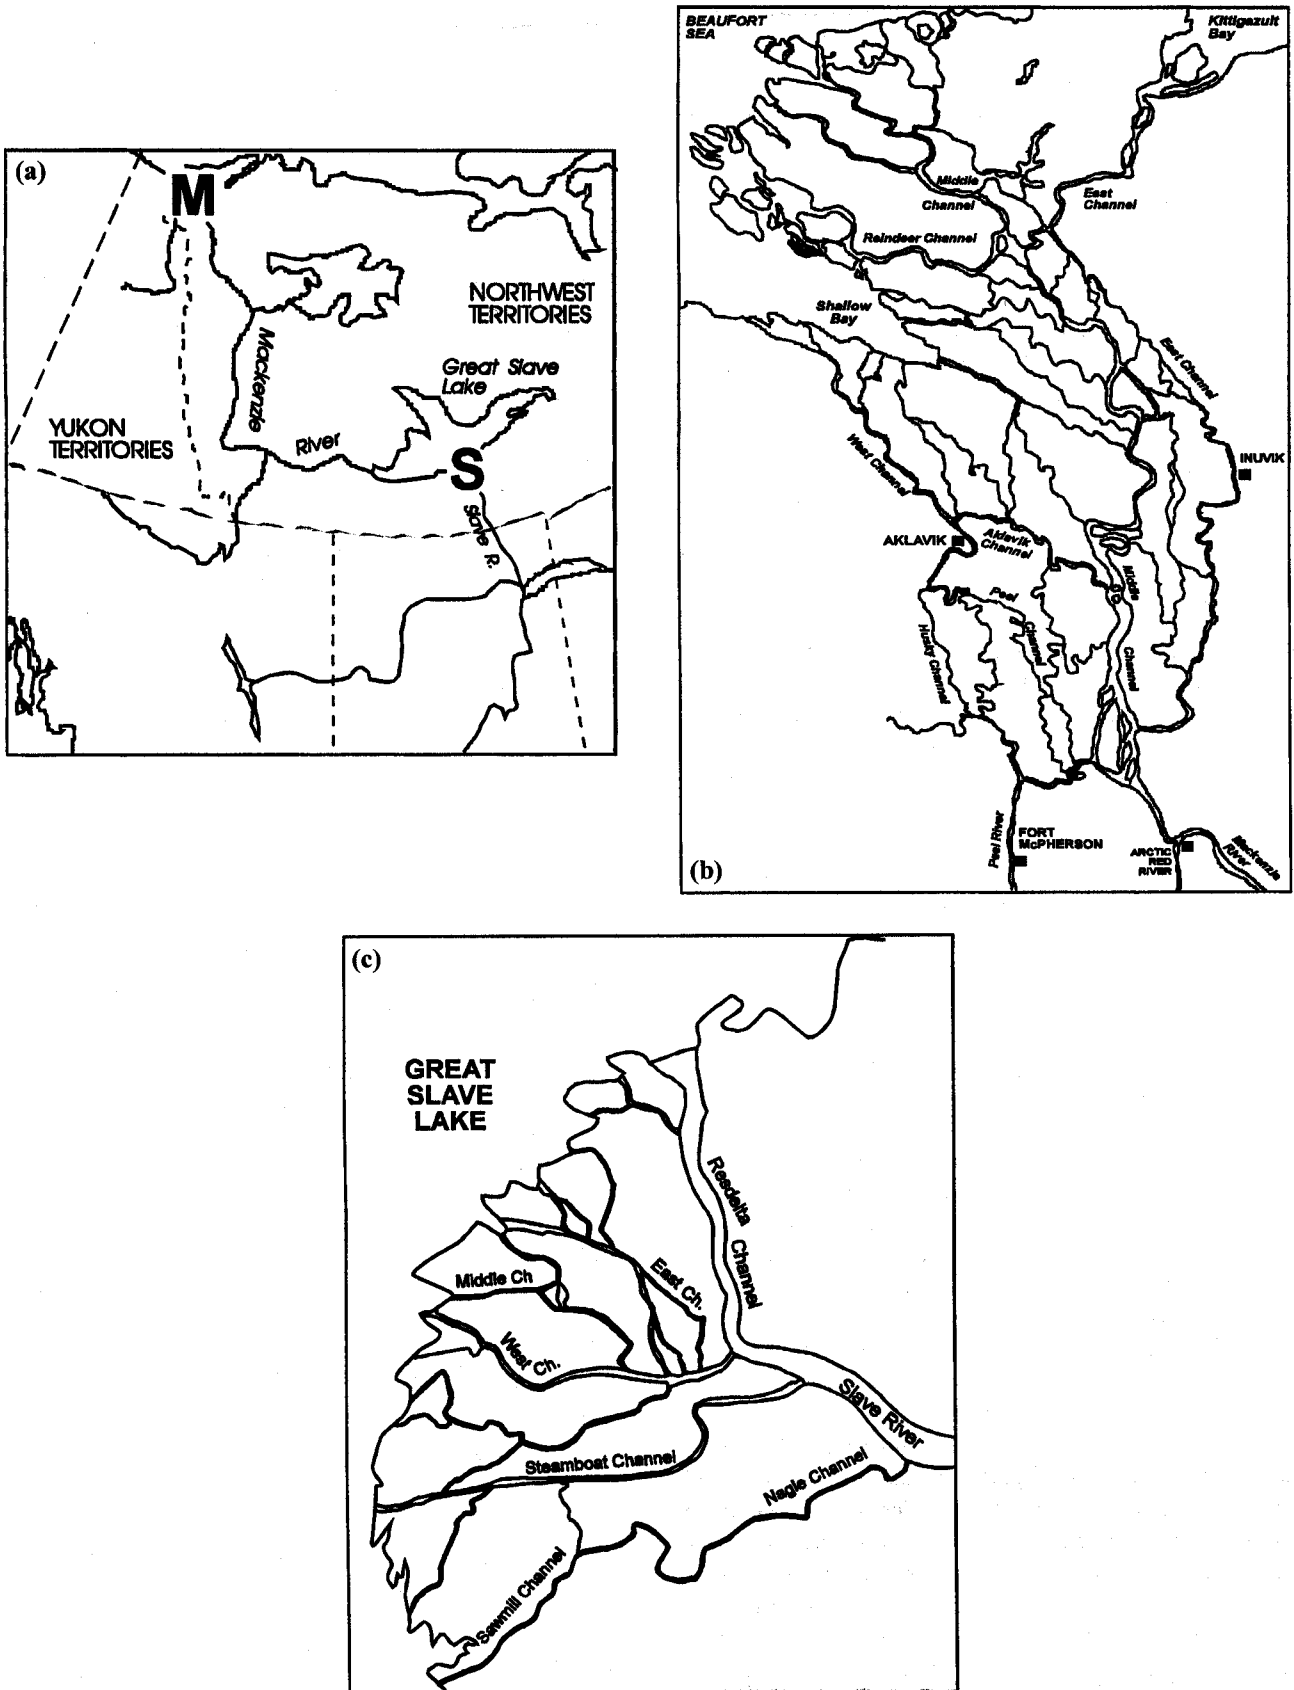 (a)
M
NORTHWEST
TERRITORIES
Mackenzie
Great Slave
Lake
YUKON
TERRITORIES
River
S
Slave R.
BEAUFORT
SEA
Kittigazuit
Bay
Middle
Channel
East
Channel
Reindeer Channel
Shallow
Bay
East Channel
West Channel
INUVIK
AKLAVIK
Aklavik
Channel
Middle
Channel
Peel
Channel
Husky Channel
Peel River
FORT
McPHERSON
ARCTIC
RED
RIVER
Mackenzie
River
(b)
(c)
GREAT
SLAVE
LAKE
Resdelta Channel
East Ch.
Middle Ch
West Ch.
Slave River
Steamboat Channel
Nagle Channel
Sawmill Channel